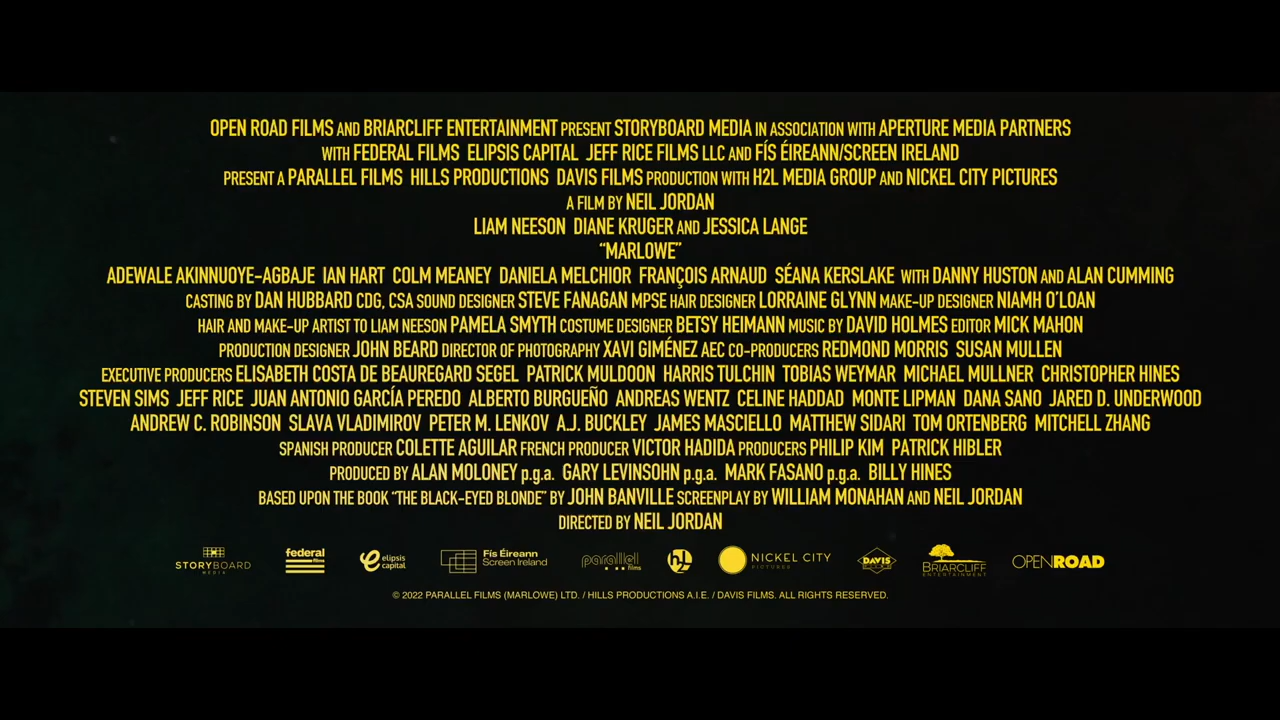 OPEN ROAD FILMS AND BRIARCLIFF ENTERTAINMENT PRESENT STORYBOARD MEDIA IN ASSOCIATION WITH APERTURE MEDIA PARTNERS
WITH FEDERAL FILMS ELIPSIS CAPITAL JEFF RICE FILMS LLC AND FÍS ÉIREANN/SCREEN IRELAND
PRESENT A PARALLEL FILMS HILLS PRODUCTIONS DAVIS FILMS PRODUCTION WITH H2L MEDIA GROUP AND NICKEL CITY PICTURES
A FILM BY NEIL JORDAN
LIAM NEESON DIANE KRUGER AND JESSICA LANGE
“MARLOWE”
ADEWALE AKINNUOYE-AGBAJE IAN HART COLM MEANEY DANIELA MELCHIOR FRANÇOIS ARNAUD SÉANA KERSLAKE WITH DANNY HUSTON AND ALAN CUMMING
CASTING BY DAN HUBBARD CDG, CSA SOUND DESIGNER STEVE FANAGAN MPSE HAIR DESIGNER LORRAINE GLYNN MAKE-UP DESIGNER NIAMH O'LOAN
HAIR AND MAKE-UP ARTIST TO LIAM NEESON PAMELA SMYTH COSTUME DESIGNER BETSY HEIMANN MUSIC BY DAVID HOLMES EDITOR MICK MAHON
PRODUCTION DESIGNER JOHN BEARD DIRECTOR OF PHOTOGRAPHY XAVI GIMÉNEZ AEC CO-PRODUCERS REDMOND MORRIS SUSAN MULLEN
EXECUTIVE PRODUCERS ELISABETH COSTA DE BEAUREGARD SEGEL PATRICK MULDOON HARRIS TULCHIN TOBIAS WEYMAR MICHAEL MULLNER CHRISTOPHER HINES
STEVEN SIMS JEFF RICE JUAN ANTONIO GARCÍA PEREDO ALBERTO BURGUEÑO ANDREAS WENTZ CELINE HADDAD MONTE LIPMAN DANA SANO JARED D. UNDERWOOD
ANDREW C. ROBINSON SLAVA VLADIMIROV PETER M. LENKOV A.J. BUCKLEY JAMES MASCIELLO MATTHEW SIDARI TOM ORTENBERG MITCHELL ZHANG
SPANISH PRODUCER COLETTE AGUILAR FRENCH PRODUCER VICTOR HADIDA PRODUCERS PHILIP KIM PATRICK HIBLER
PRODUCED BY ALAN MOLONEY p.g.a. GARY LEVINSOHN p.g.a. MARK FASANO p.g.a. BILLY HINES
BASED UPON THE BOOK “THE BLACK-EYED BLONDE” BY JOHN BANVILLE SCREENPLAY BY WILLIAM MONAHAN AND NEIL JORDAN
DIRECTED BY NEIL JORDAN
STORYBOARD MEDIA federal films elipsis capital Fís Éireann Screen Ireland parallel films NICKEL CITY PICTURES DAVIS BRIARCLIFF ENTERTAINMENT OPEN ROAD
© 2022 PARALLEL FILMS (MARLOWE) LTD. / HILLS PRODUCTIONS A.I.E. / DAVIS FILMS. ALL RIGHTS RESERVED.